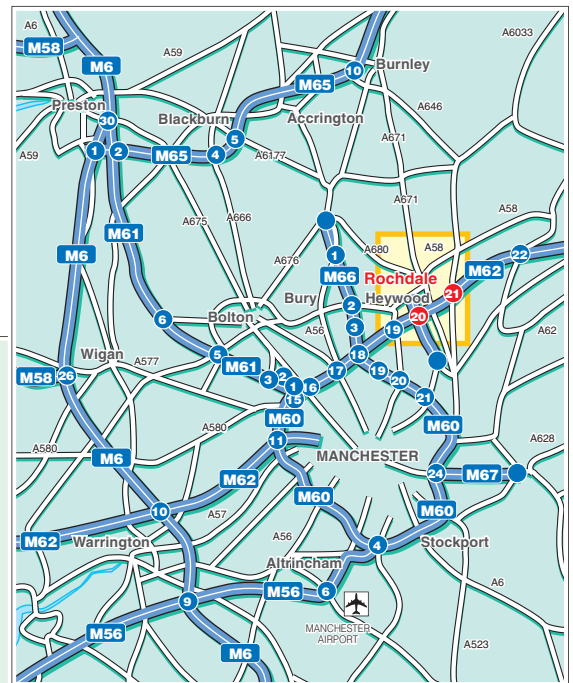 A6
A6033
M58
A59
M6
Burnley
10
M65
A646
Preston
30
Blackburn
Accrington
A671
5
A59
1
2
M65
4
A6177
A671
A58
A675
A666
M6
M61
A680
A58
22
1
M62
A676
M66
Rochdale
21
Bury
2
Heywood
6
Bolton
20
A56
3
19
A62
Wigan
A577
5
18
17
M58
26
M61
3
2
1
16
19
20
15
21
M60
M60
A580
A628
A580
11
MANCHESTER
M6
24
M67
M62
M60
10
A57
M60
M62
A56
Warrington
4
Stockport
Altrincham
A6
M56
6
9
MANCHESTER
AIRPORT
M56
A523
M6